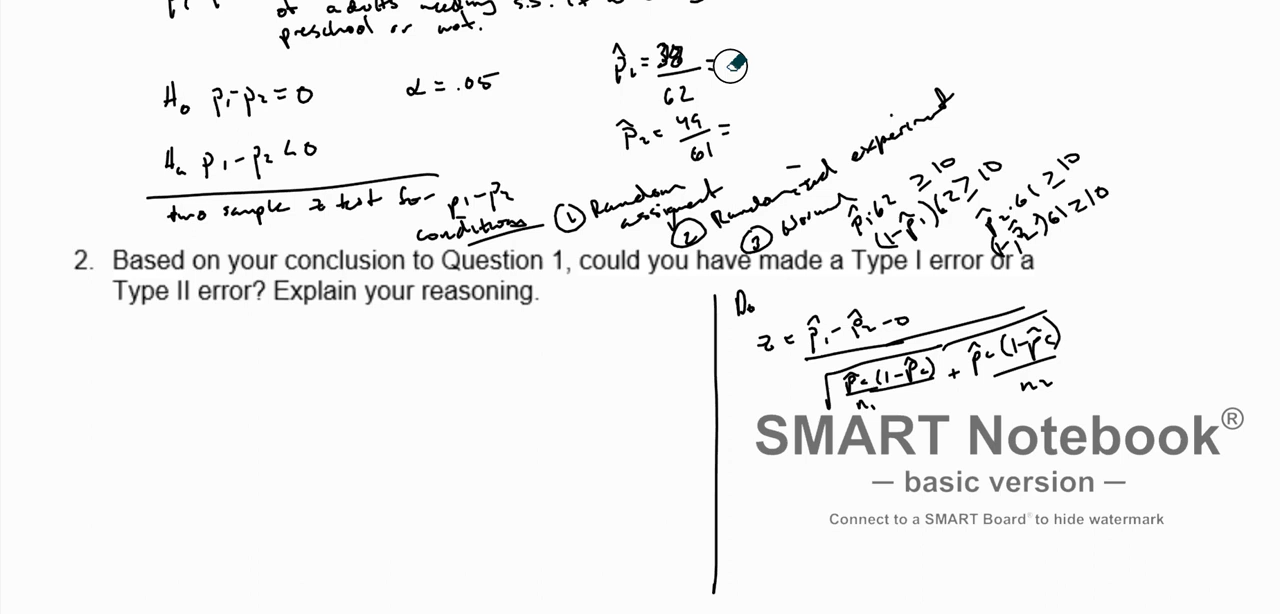 of adults needing s.s.
preschool or not.
H₀ p₁-p₂=0 α=.05
p̂₁=38/62=
p̂₂=49/61=
Hₐ p₁-p₂<0
two sample z test for p₁-p₂
conditions ① Random assignment
② Randomized experiment
③ Normal p̂₁62 ≥10
(1-p̂₁)62≥10
p̂₂61≥10
(1-p̂₂)61≥10
2. Based on your conclusion to Question 1, could you have made a Type I error or a
Type II error? Explain your reasoning.
Do
z = p̂₁-p̂₂-0 / √(p̂c(1-p̂c)/n₁ + p̂c(1-p̂c)/n₂)
SMART Notebook®
— basic version —
Connect to a SMART Board® to hide watermark